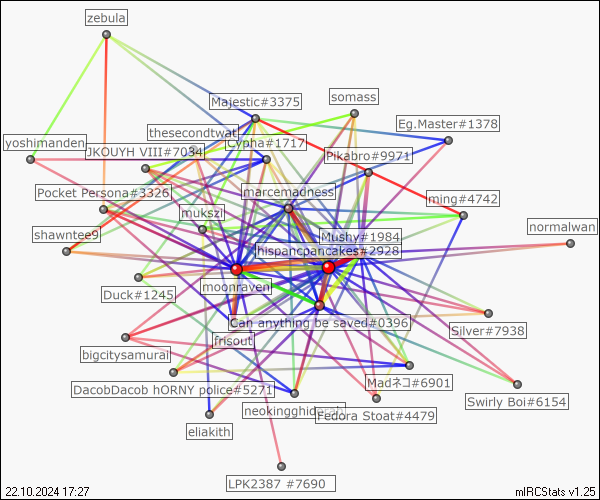 zebula
Majestic#3375
somass
Eg.Master#1378
thesecondtwat
yoshimanden
JKOUYH VIII#7034
Cypha#1717
Pikabro#9971
Pocket Persona#3326
marcemadness
ming#4742
mukszil
shawntee9
Mushy#1984
normalwan
hispanicpancakes#2928
moonraven
Duck#1245
Can anything be saved#0396
Silver#7938
frisout
bigcitysamurai
DacobDacob hORNY police#5271
Madネコ#6901
Swirly Boi#6154
Fedora Stoat#4479
eliakith
LPK2387 #7690
22.10.2024 17:27
mIRCStats v1.25